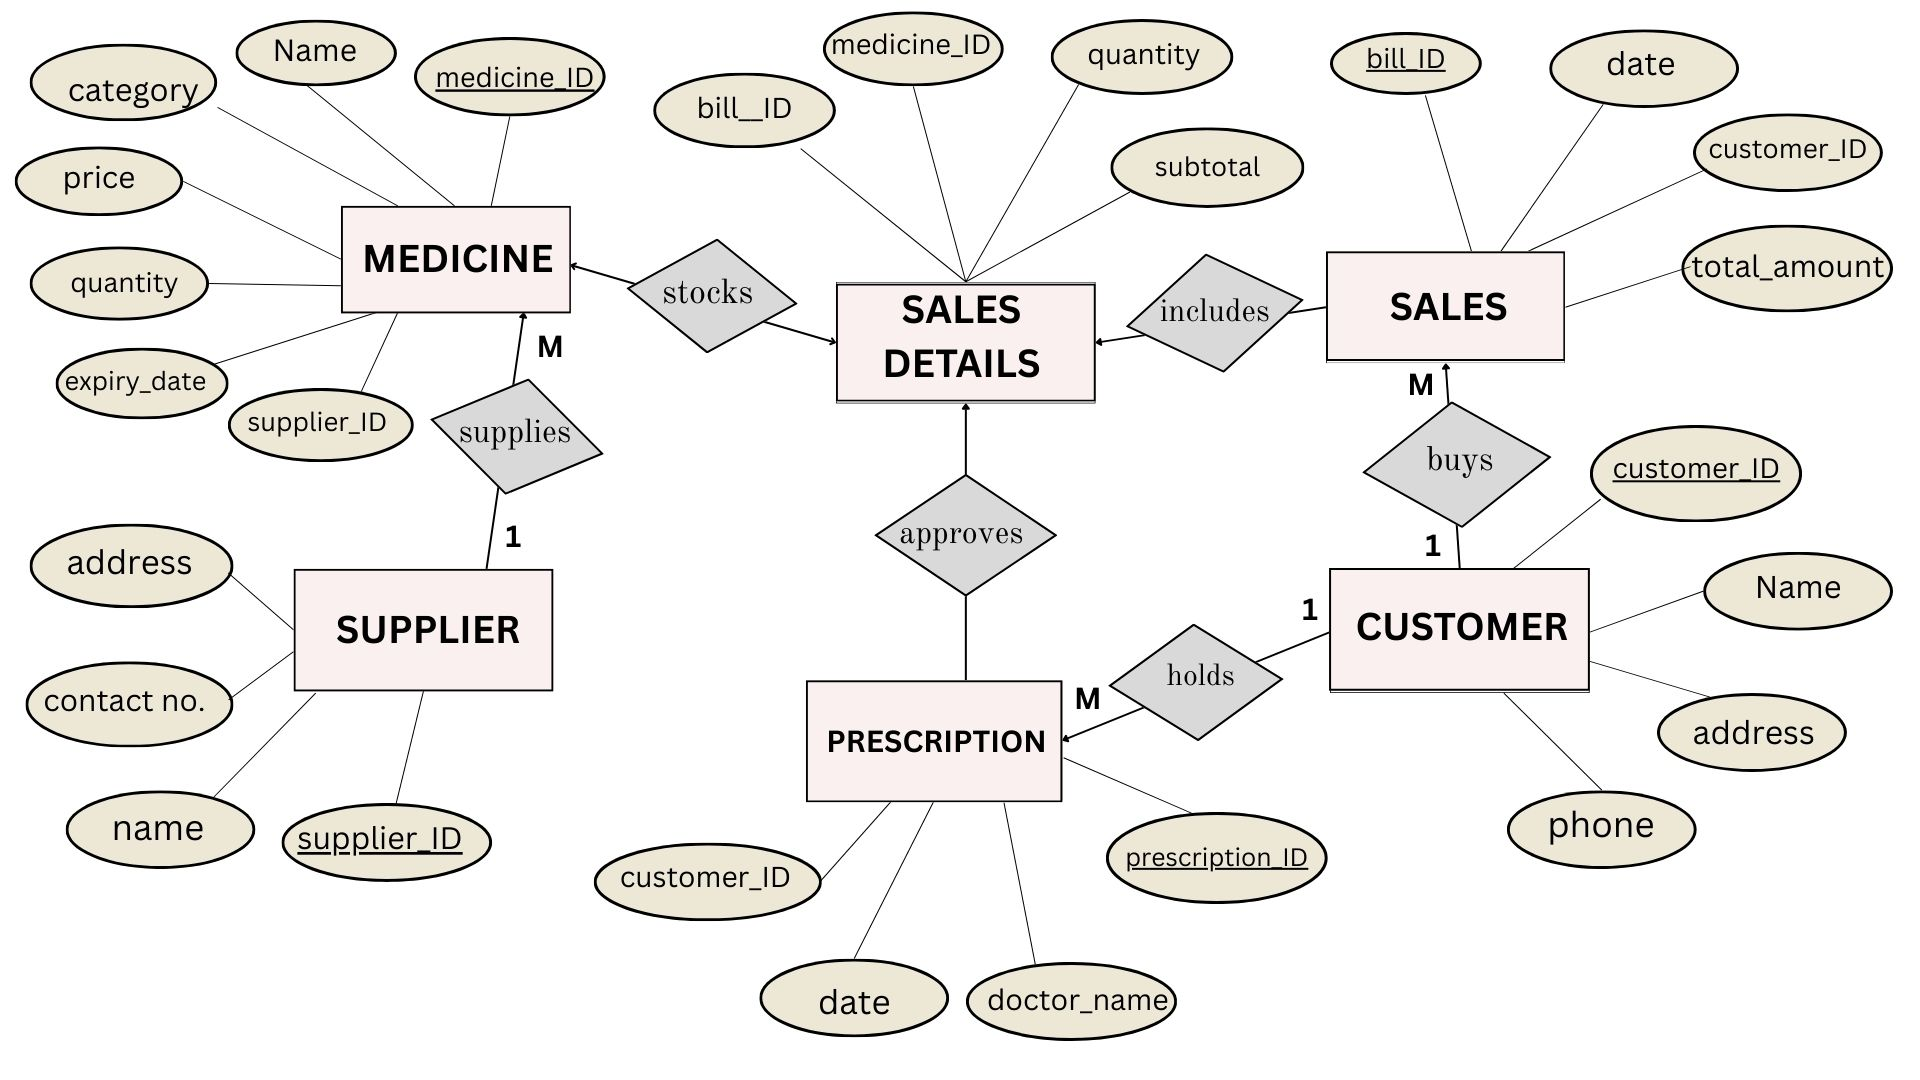 category
Name
medicine_ID
price
quantity
expiry_date
supplier_ID
MEDICINE
stocks
bill__ID
medicine_ID
quantity
subtotal
SALES
DETAILS
includes
bill_ID
date
customer_ID
total_amount
SALES
M
supplies
1
M
buys
1
address
contact no.
name
supplier_ID
SUPPLIER
approves
customer_ID
Name
address
phone
CUSTOMER
1
holds
M
PRESCRIPTION
customer_ID
date
doctor_name
prescription_ID